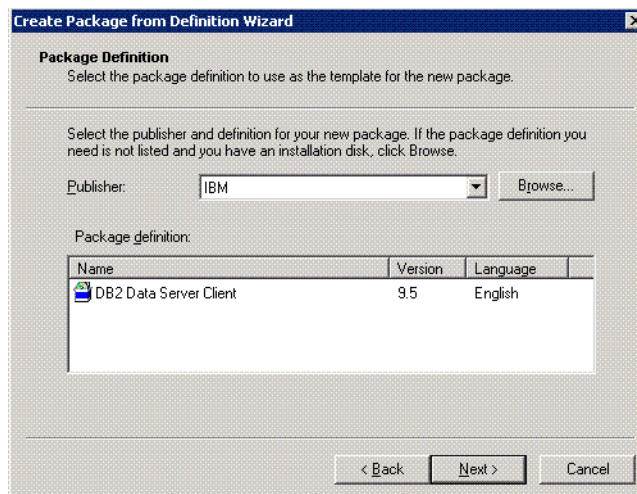 Create Package from Definition Wizard
Package Definition
Select the package definition to use as the template for the new package.
Select the publisher and definition for your new package. If the package definition you
need is not listed and you have an installation disk, click Browse.
Publisher: IBM Browse...
Package definition:
Name Version Language
DB2 Data Server Client 9.5 English
< Back Next > Cancel